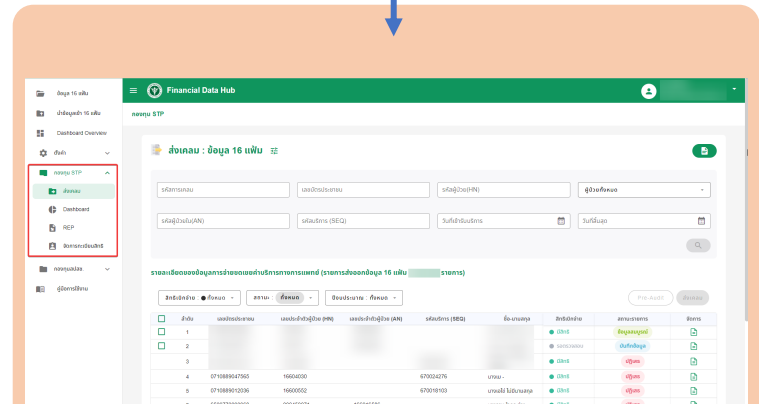 ข้อมูล 16 แฟ้ม
นำข้อมูลเข้า 16 แฟ้ม
Dashboard Overview
ตั้งค่า
กองทุน STP
ส่งเคลม
Dashboard
REP
จัดการทะเบียนสิทธิ
กองทุนสปสช.
คู่มือการใช้งาน
Financial Data Hub
กองทุน STP
ส่งเคลม : ข้อมูล 16 แฟ้ม
รหัสการเคลม
เลขบัตรประชาชน
รหัสผู้ป่วย(HN)
ผู้ป่วยทั้งหมด
รหัสผู้ป่วยใน(AN)
รหัสบริการ (SEQ)
วันที่เข้ารับบริการ
วันที่สิ้นสุด
รายละเอียดของข้อมูลการจ่ายชดเชยค่าบริการทางการแพทย์ (รายการส่งออกข้อมูล 16 แฟ้ม รายการ)
สิทธิเบิกจ่าย : ทั้งหมด
สถานะ : ทั้งหมด
ปีงบประมาณ : ทั้งหมด
Pre-Audit
ส่งเคลม
ลำดับ เลขบัตรประชาชน เลขประจำตัวผู้ป่วย (HN) เลขประจำตัวผู้ป่วย (AN) รหัสบริการ (SEQ) ชื่อ-นามสกุล สิทธิเบิกจ่าย สถานะรายการ จัดการ
1 มีสิทธิ ข้อมูลสมบูรณ์
2 รอตรวจสอบ บันทึกข้อมูล
3 มีสิทธิ ปฏิเสธ
4 0710889047565 16604030 670024276 นางเม - มีสิทธิ ปฏิเสธ
5 0710889012036 16600552 670018103 มีสิทธิ ปฏิเสธ